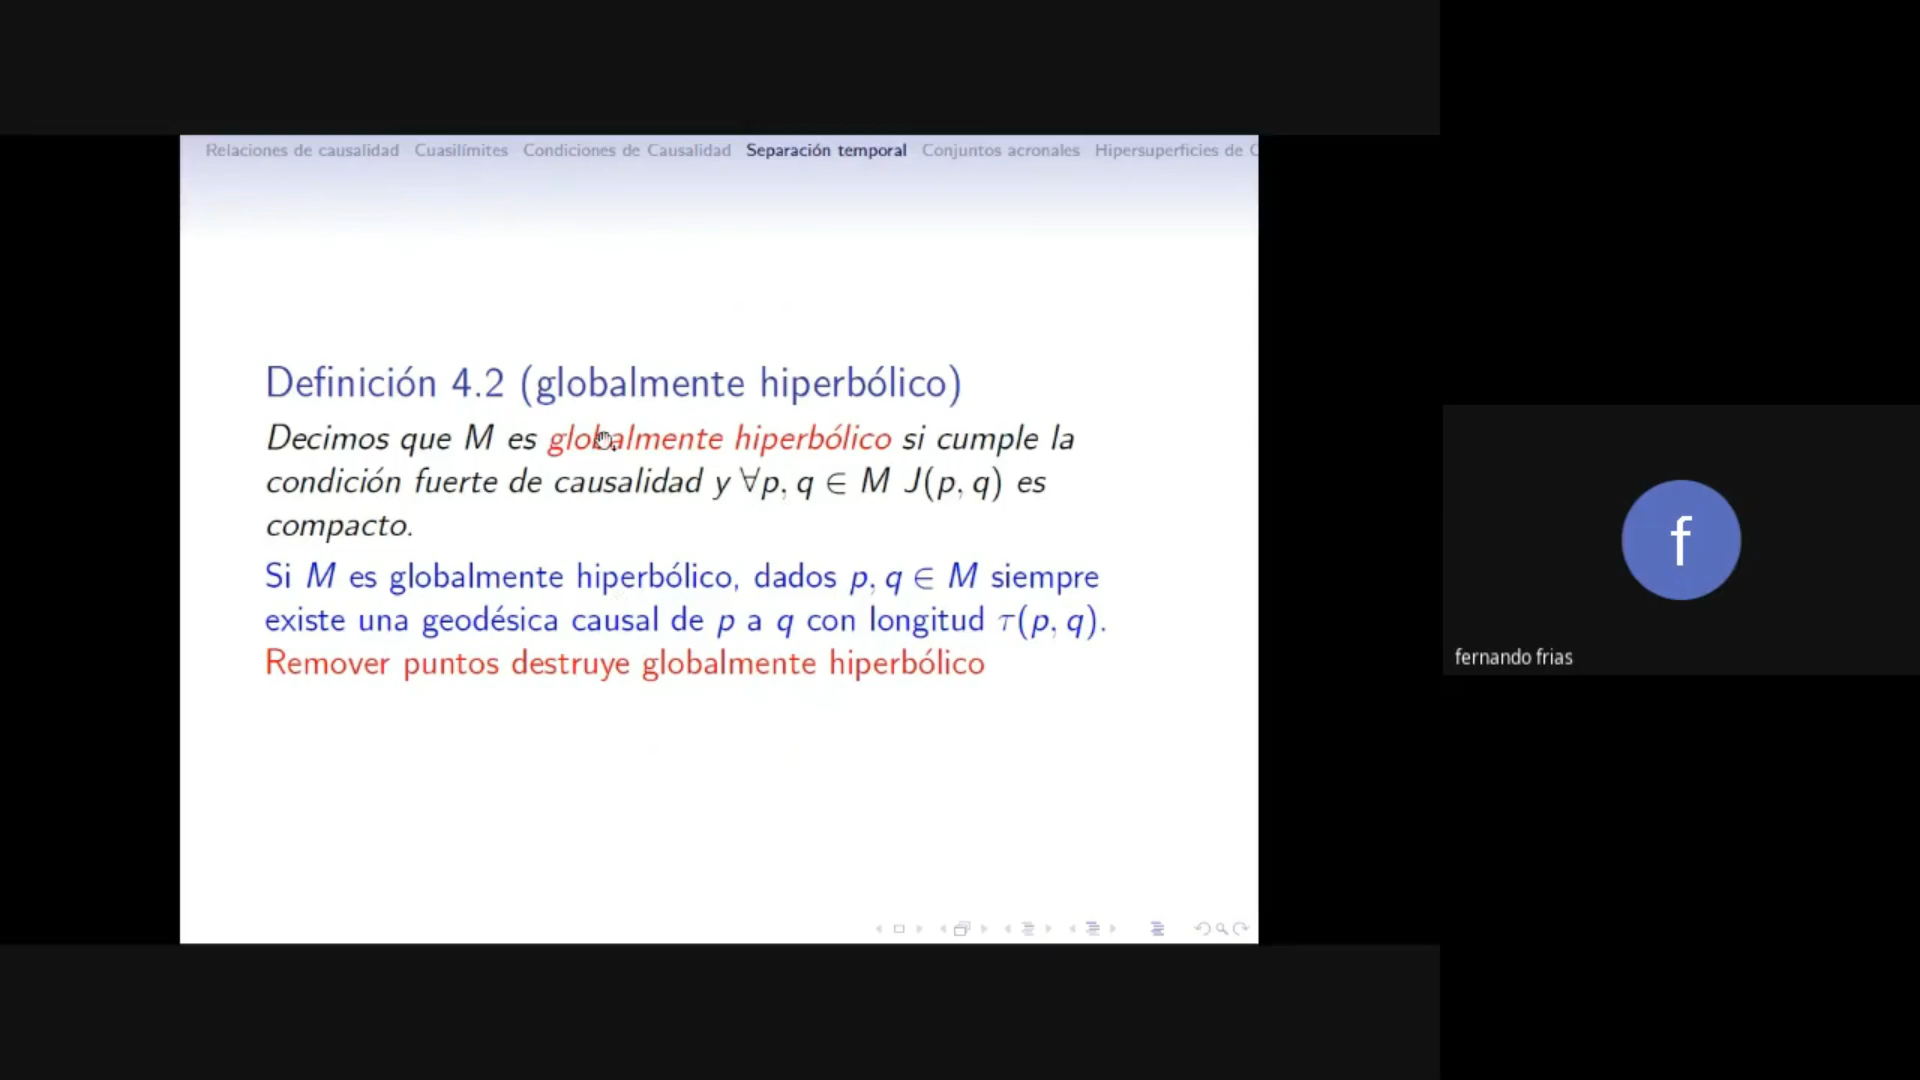 Relaciones de causalidad Cuasilímites Condiciones de Causalidad Separación temporal Conjuntos acronales Hipersuperficies de C
Definición 4.2 (globalmente hiperbólico)
Decimos que M es globalmente hiperbólico si cumple la
condición fuerte de causalidad y ∀p, q ∈ M J(p, q) es
compacto.
Si M es globalmente hiperbólico, dados p, q ∈ M siempre
existe una geodésica causal de p a q con longitud τ(p, q).
Remover puntos destruye globalmente hiperbólico
f
fernando frias